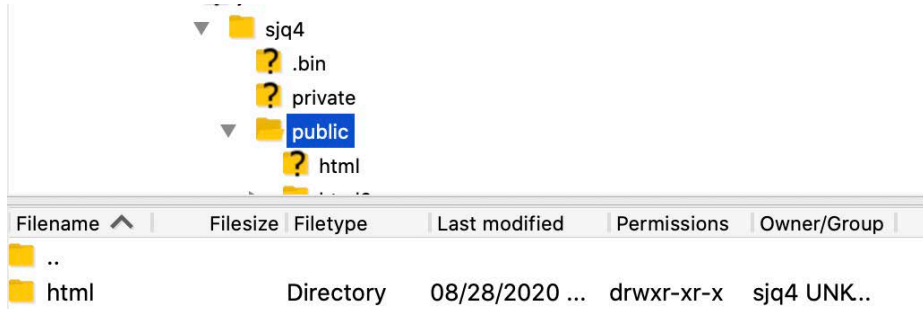 sjq4
.bin
private
public
html
Filename Filesize Filetype Last modified Permissions Owner/Group
..
html Directory 08/28/2020 ... drwxr-xr-x sjq4 UNK...